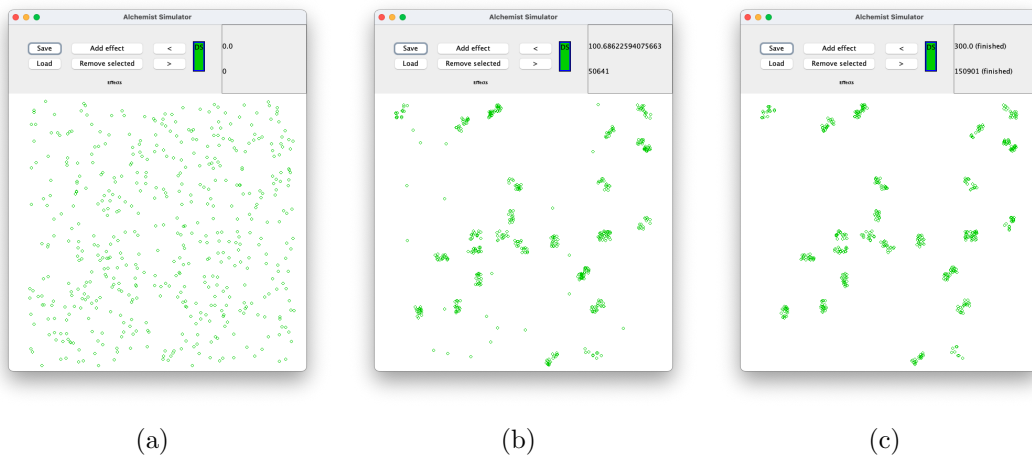 Alchemist Simulator
Save Add effect < DS 0.0
Load Remove selected > 0
Effects
Alchemist Simulator
Save Add effect < DS 100.68622594075663
Load Remove selected > 50641
Effects
Alchemist Simulator
Save Add effect < DS 300.0 (finished)
Load Remove selected > 150901 (finished)
Effects
(a) (b) (c)